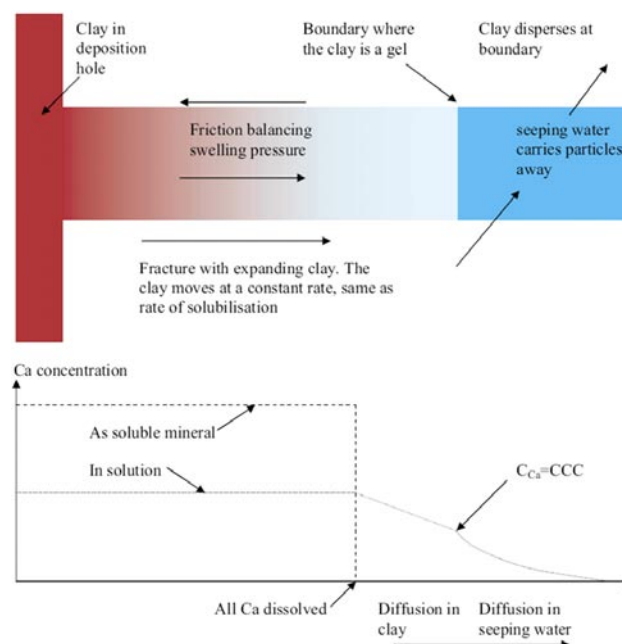 Clay in
deposition
hole
Boundary where
the clay is a gel
Clay disperses at
boundary
Friction balancing
swelling pressure
seeping water
carries particles
away
Fracture with expanding clay. The
clay moves at a constant rate, same as
rate of solubilisation
Ca concentration
As soluble mineral
In solution
C_Ca=CCC
All Ca dissolved
Diffusion in
clay
Diffusion in
seeping water